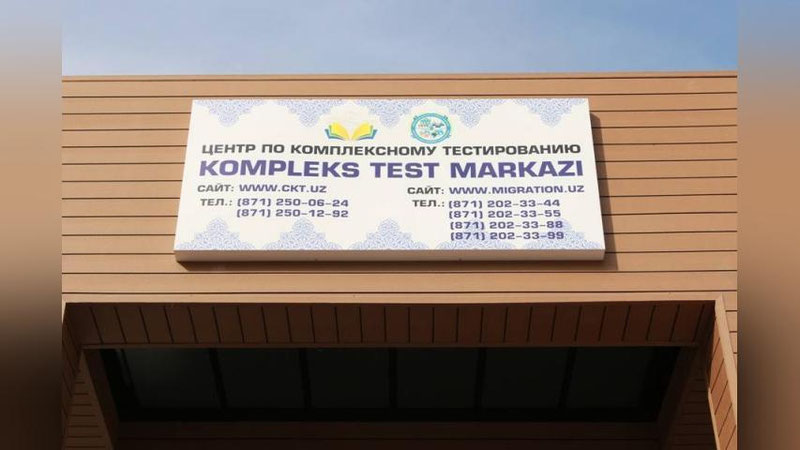 ЦЕНТР ПО КОМПЛЕКСНОМУ ТЕСТИРОВАНИЮ
KOMPLEKS TEST MARKAZI
САЙТ: WWW.CKT.UZ
ТЕЛ.: (871) 250-06-24
(871) 250-12-92
САЙТ: WWW.MIGRATION.UZ
ТЕЛ.: (871) 202-33-44
(871) 202-33-55
(871) 202-33-88
(871) 202-33-99